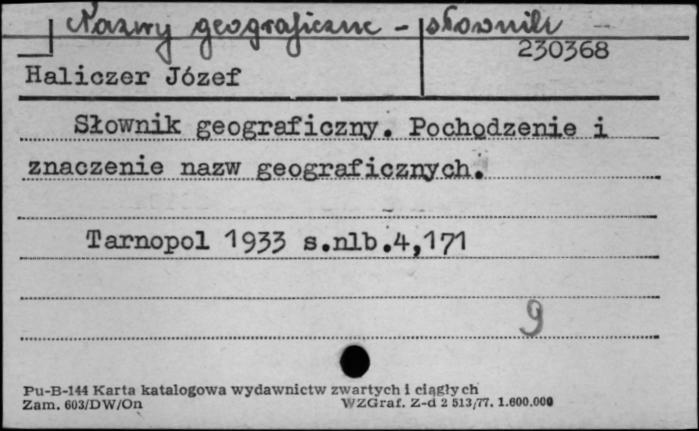 Nazwy geograficzne - słownik
230368
Haliczer Józef
Słownik geograficzny. Pochodzenie i
znaczenie nazw geograficznych.
Tarnopol 1933 s.nlb.4,171
9
Pu-B-144 Karta katalogowa wydawnictw zwartych i ciągłych
Zam. 603/DW/On WZGraf. Z-d 2 513/77. 1.600.000